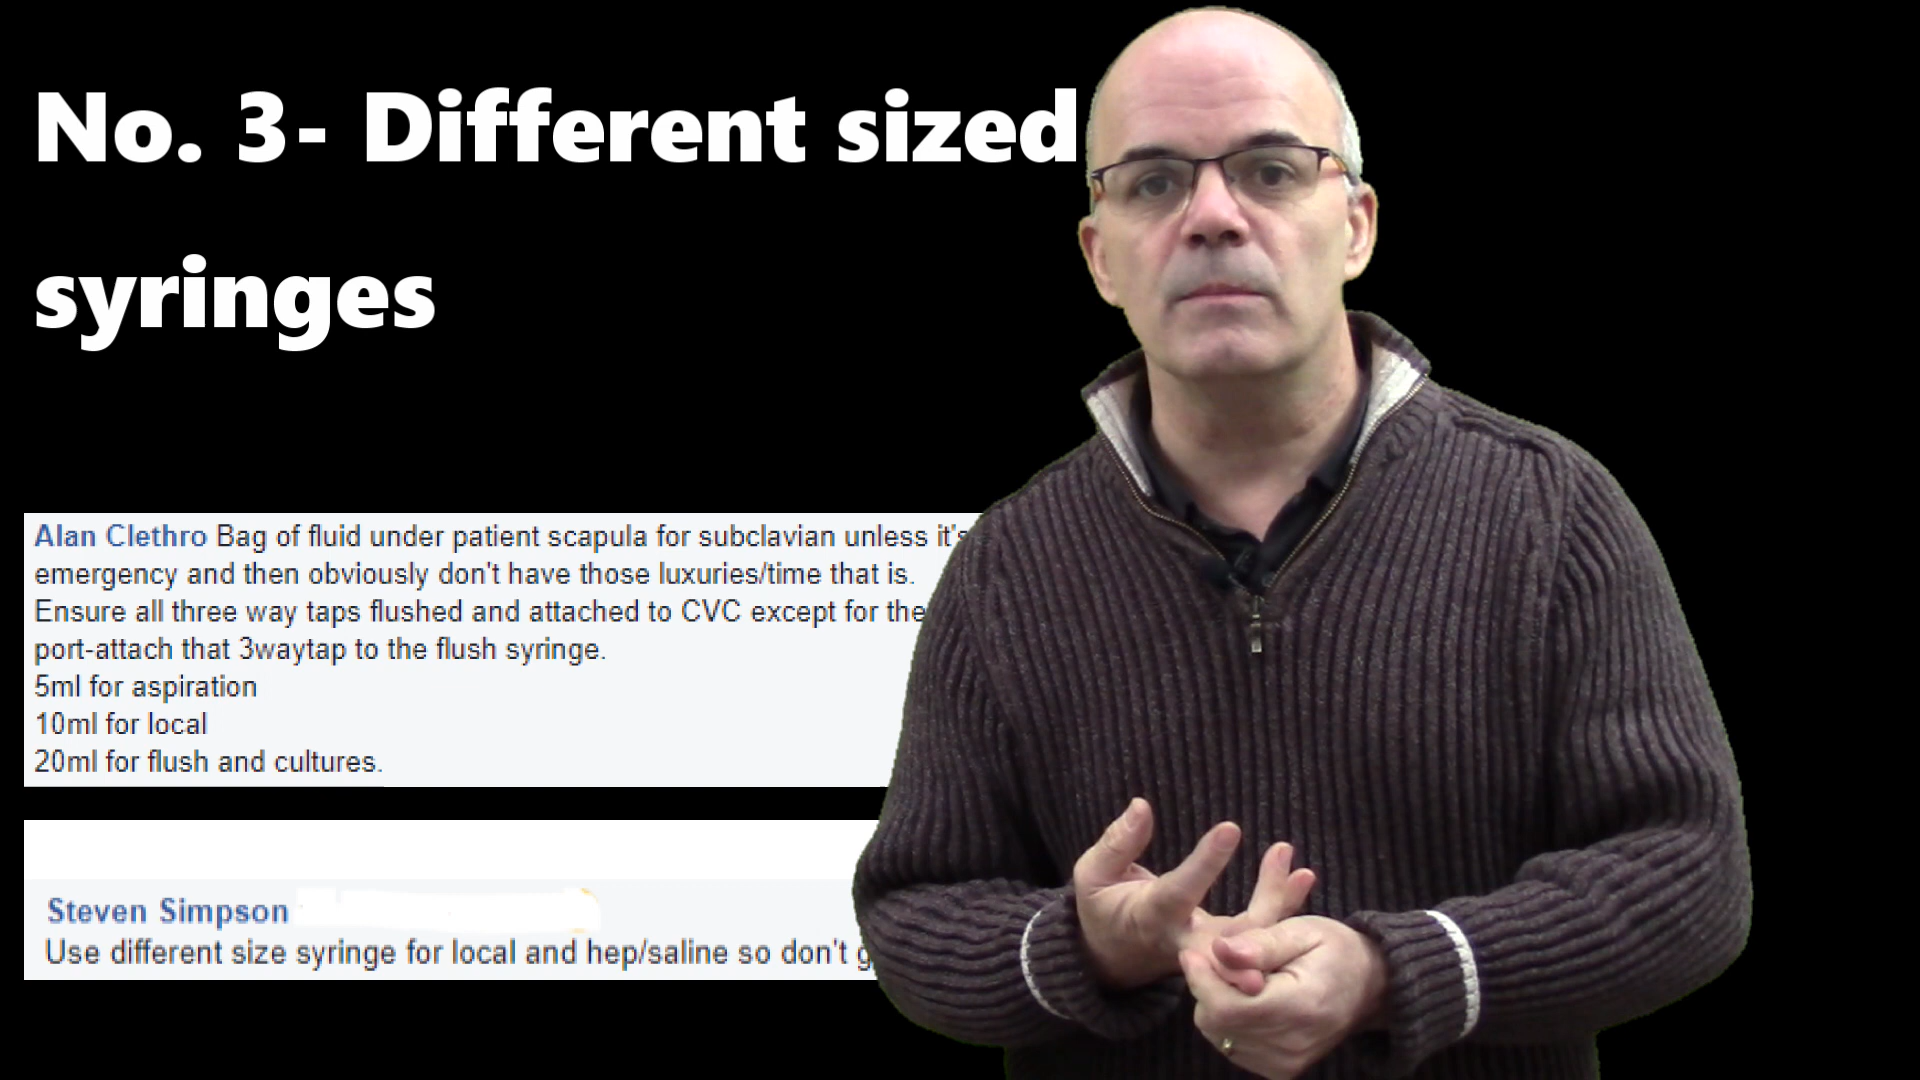 No. 3- Different sized
syringes
Alan Clethro Bag of fluid under patient scapula for subclavian unless it's
emergency and then obviously don't have those luxuries/time that is.
Ensure all three way taps flushed and attached to CVC except for the
port-attach that 3waytap to the flush syringe.
5ml for aspiration
10ml for local
20ml for flush and cultures.
Steven Simpson
Use different size syringe for local and hep/saline so don't